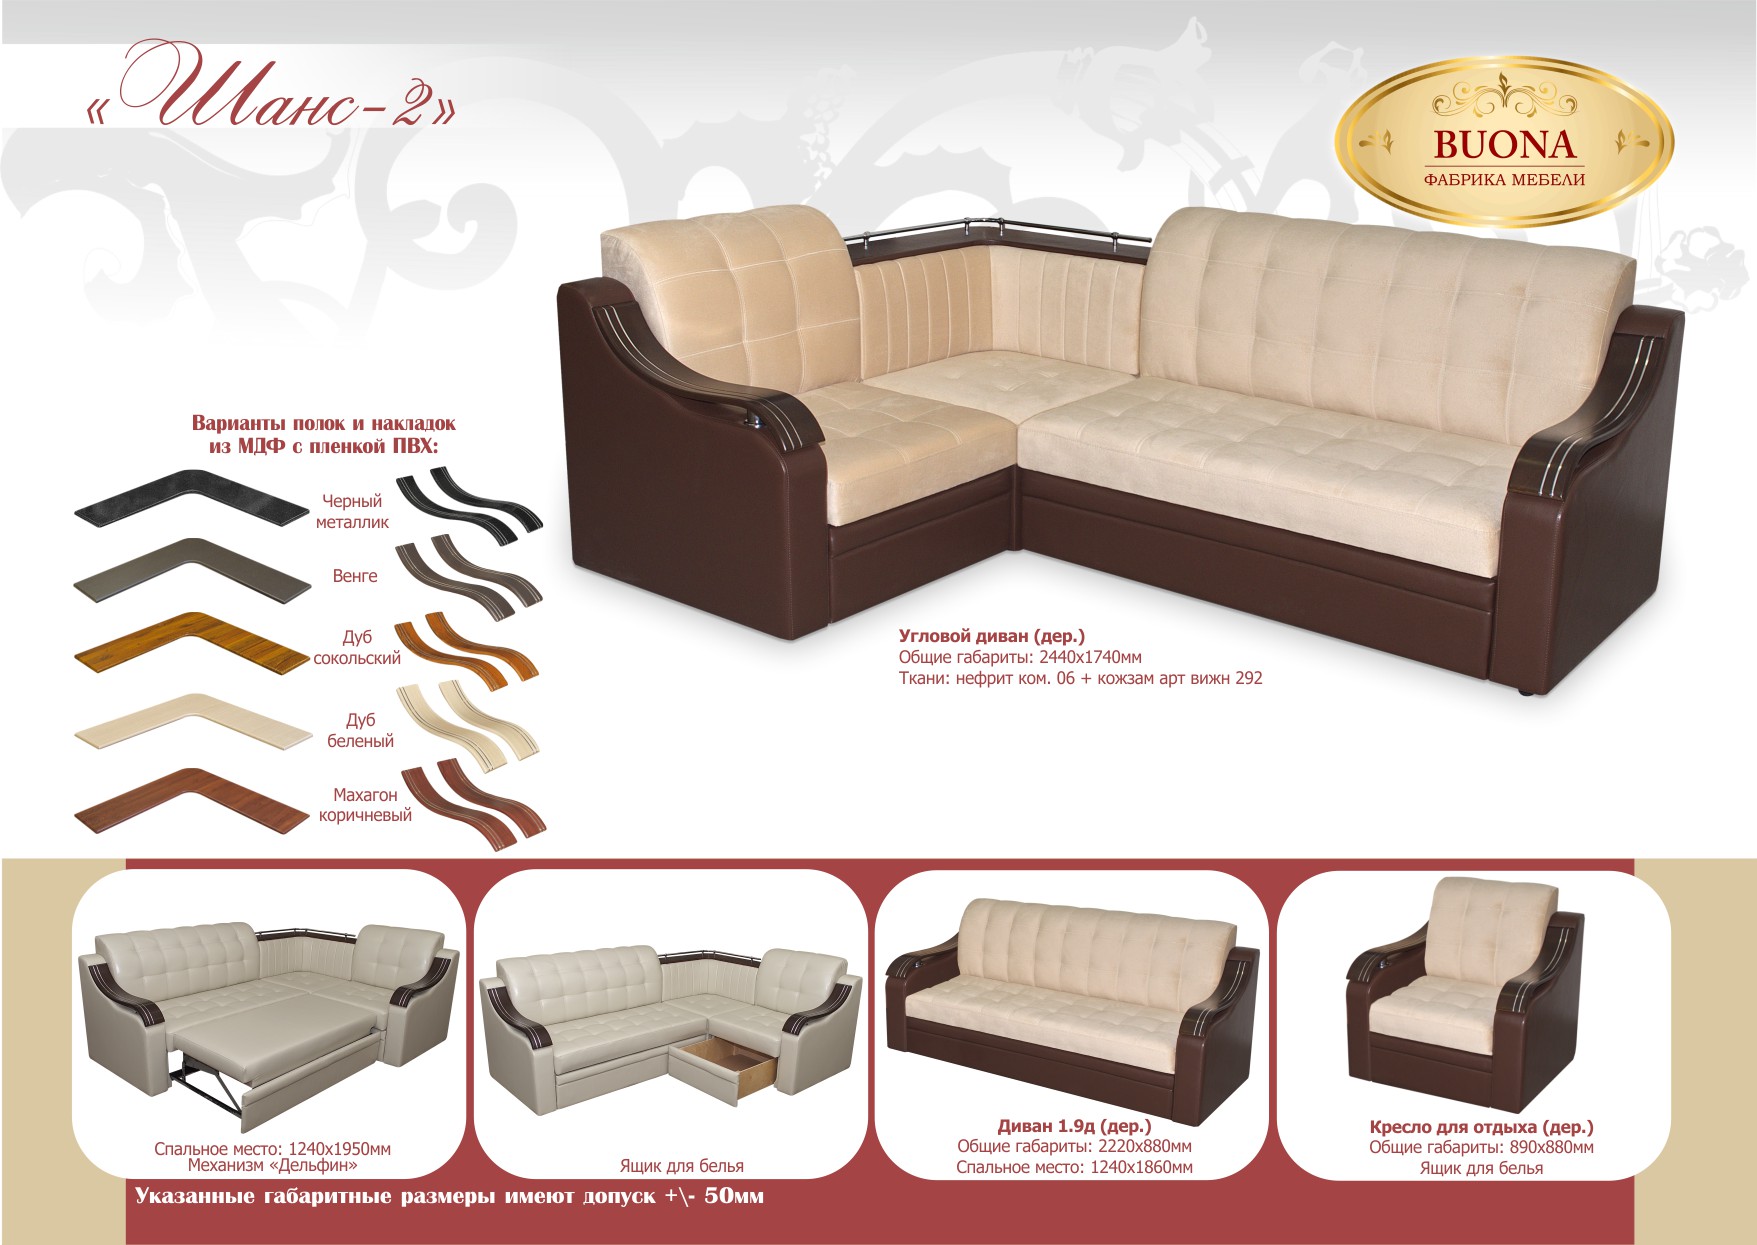 «Шанс-2»
BUONA
ФАБРИКА МЕБЕЛИ
Варианты полок и накладок
из МДФ с пленкой ПВХ:
Черный
металлик
Венге
Дуб
сокольский
Дуб
беленый
Махагон
коричневый
Угловой диван (дер.)
Общие габариты: 2440х1740мм
Ткани: нефрит ком. 06 + кожзам арт вижн 292
Спальное место: 1240х1950мм
Механизм «Дельфин»
Ящик для белья
Диван 1.9д (дер.)
Общие габариты: 2220х880мм
Спальное место: 1240х1860мм
Кресло для отдыха (дер.)
Общие габариты: 890х880мм
Ящик для белья
Указанные габаритные размеры имеют допуск +\- 50мм